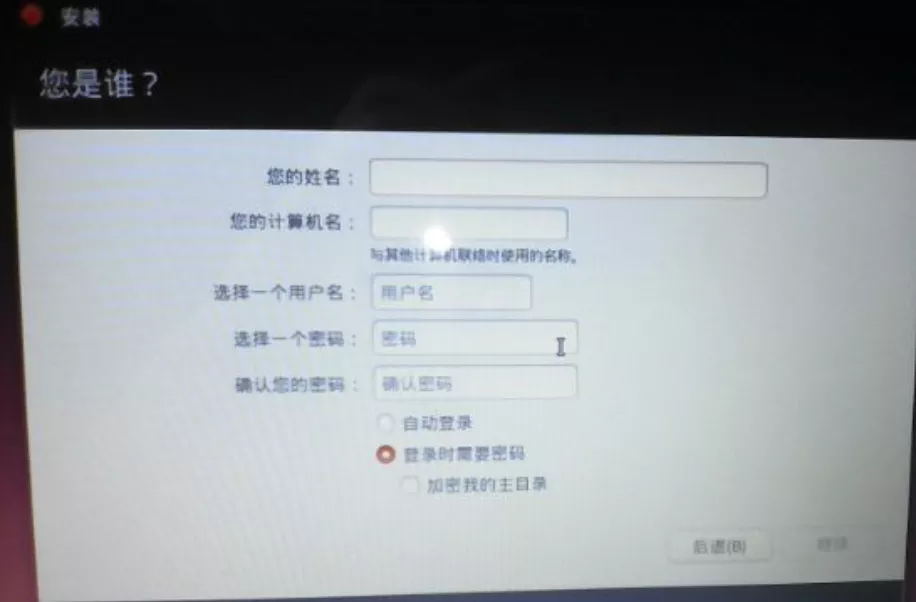 安装
您是谁？
您的姓名：
您的计算机名：
与其他计算机联络时使用的名称。
选择一个用户名： 用户名
选择一个密码： 密码
确认您的密码： 确认密码
自动登录
登录时需要密码
加密我的主目录
后退(B) 继续